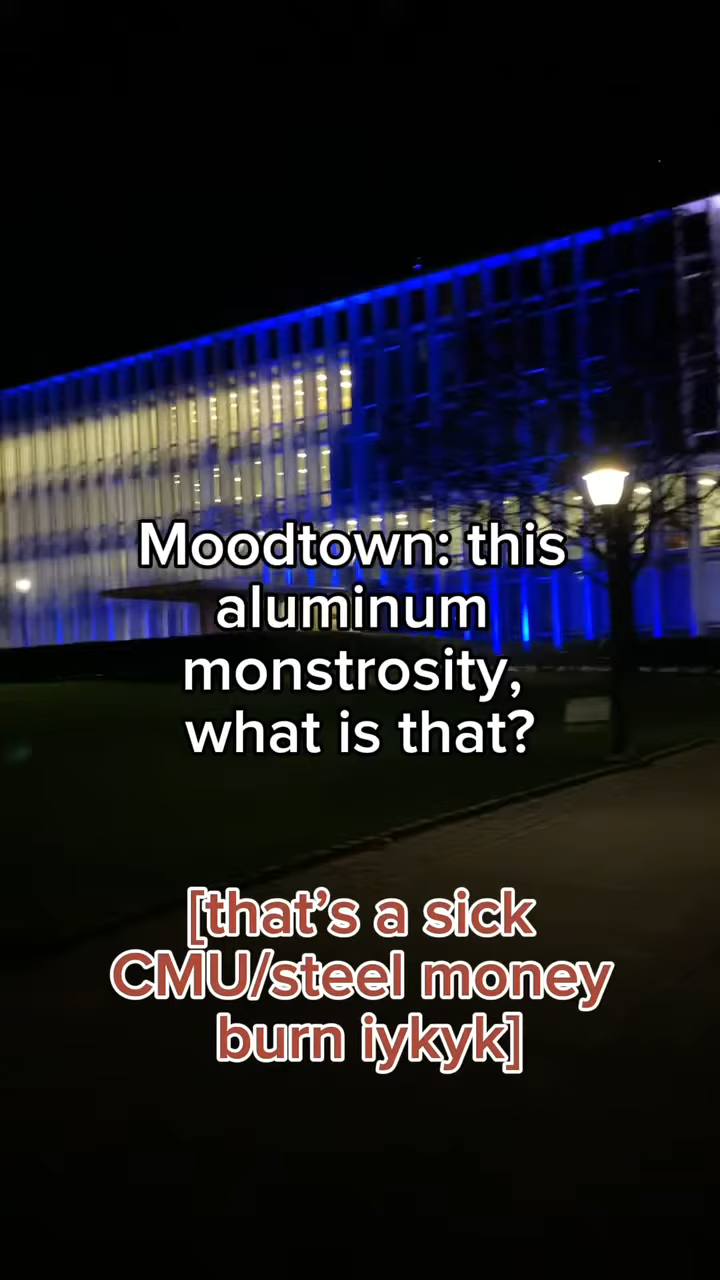 Moodtown: this
aluminum
monstrosity,
what is that?
[that’s a sick
CMU/steel money
burn iykyk]